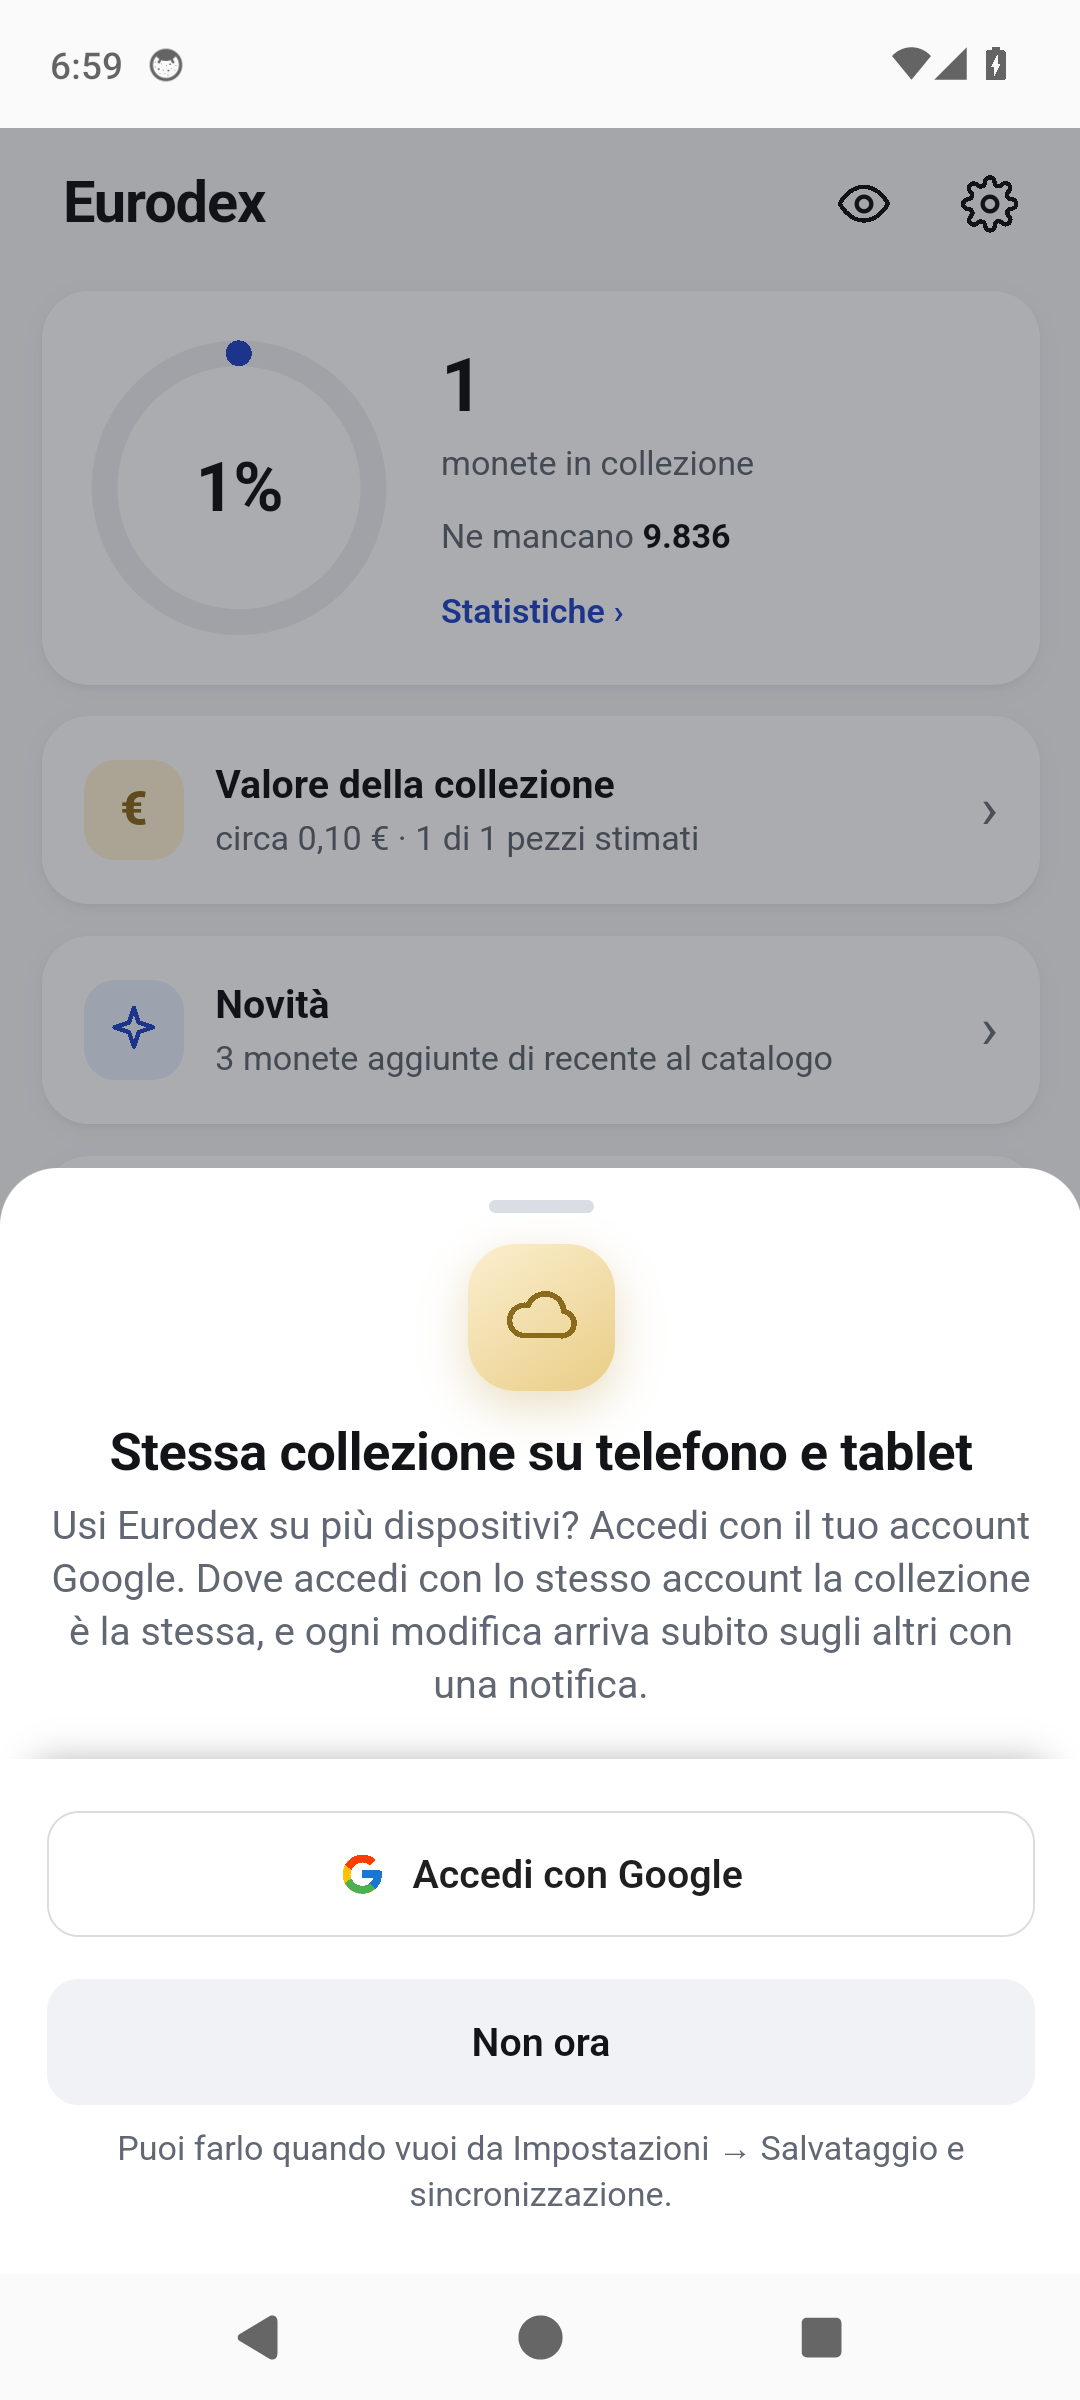 6:59
Eurodex
1%
1
monete in collezione
Ne mancano 9.836
Statistiche ›
€
Valore della collezione
circa 0,10 € · 1 di 1 pezzi stimati
›
Novità
3 monete aggiunte di recente al catalogo
›
Stessa collezione su telefono e tablet
Usi Eurodex su più dispositivi? Accedi con il tuo account
Google. Dove accedi con lo stesso account la collezione
è la stessa, e ogni modifica arriva subito sugli altri con
una notifica.
Accedi con Google
Non ora
Puoi farlo quando vuoi da Impostazioni → Salvataggio e
sincronizzazione.